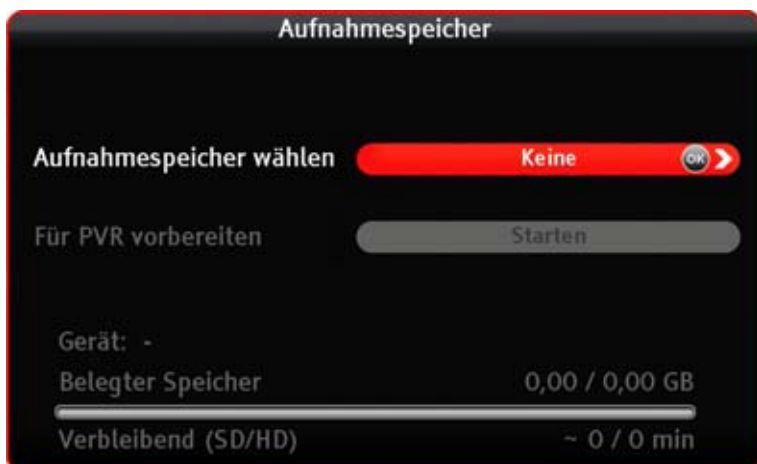 Aufnahmespeicher
Aufnahmespeicher wählen Keine OK
Für PVR vorbereiten Starten
Gerät: -
Belegter Speicher 0,00 / 0,00 GB
Verbleibend (SD/HD) ~ 0 / 0 min